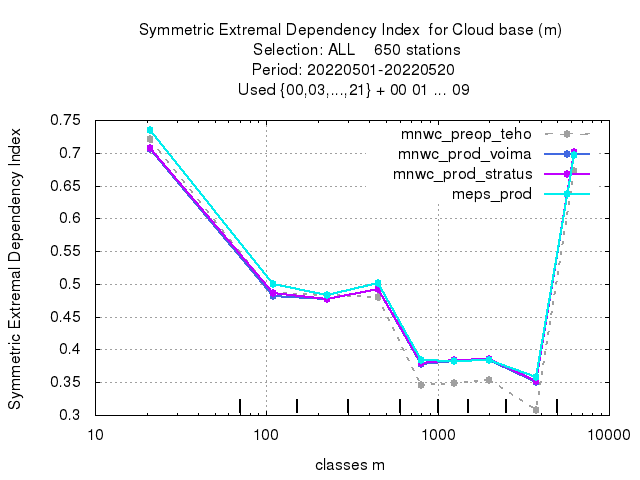 Symmetric Extremal Dependency Index  for Cloud base (m)
Selection: ALL    650 stations
Period: 20220501-20220520
Used {00,03,...,21} + 00 01 ... 09
mnwc_preop_teho
mnwc_prod_voima
mnwc_prod_stratus
meps_prod
Symmetric Extremal Dependency Index
0.75
0.7
0.65
0.6
0.55
0.5
0.45
0.4
0.35
0.3
10 100 1000 10000
classes m